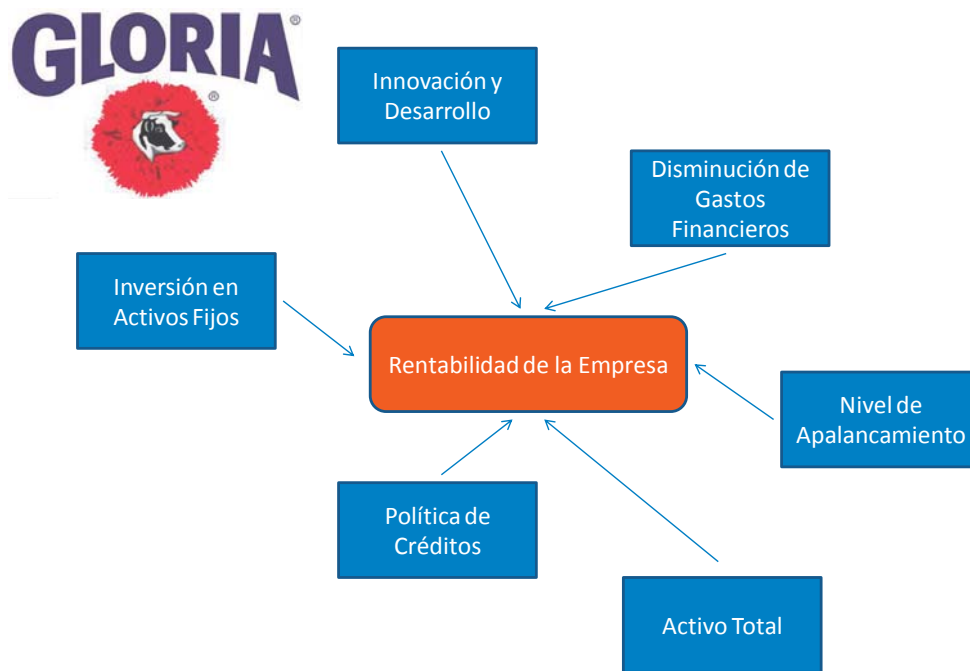 GLORIA®
®
Innovación y
Desarrollo
Disminución de
Gastos
Financieros
Inversión en
Activos Fijos
Rentabilidad de la Empresa
Nivel de
Apalancamiento
Política de
Créditos
Activo Total